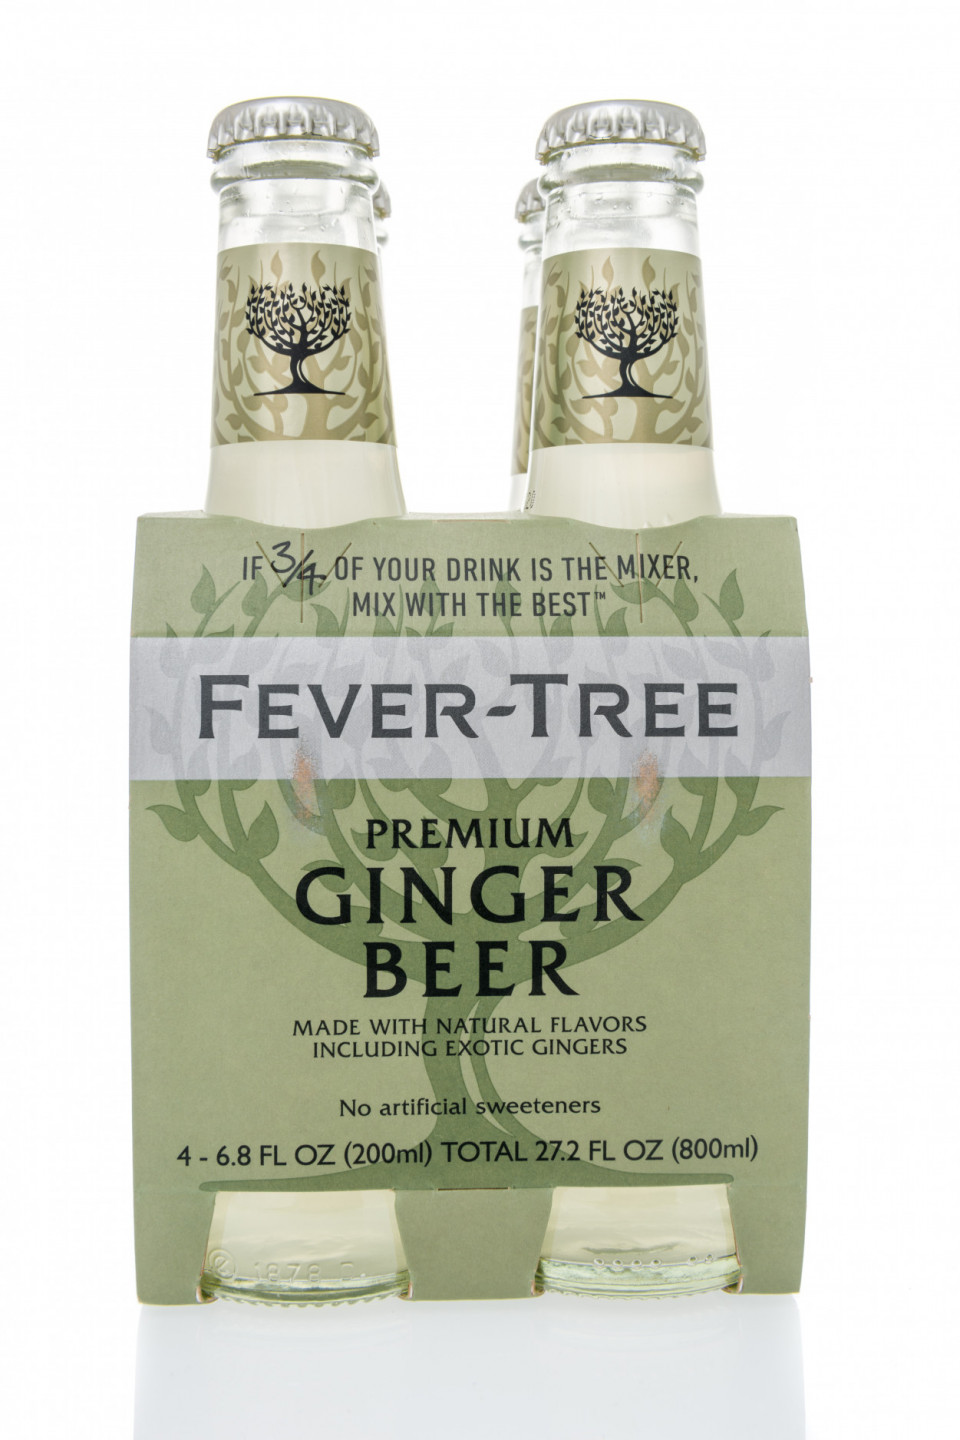 IF 3/4 OF YOUR DRINK IS THE MIXER,
MIX WITH THE BEST™
FEVER-TREE
PREMIUM
GINGER
BEER
MADE WITH NATURAL FLAVORS
INCLUDING EXOTIC GINGERS
No artificial sweeteners
4 - 6.8 FL OZ (200ml) TOTAL 27.2 FL OZ (800ml)
1878